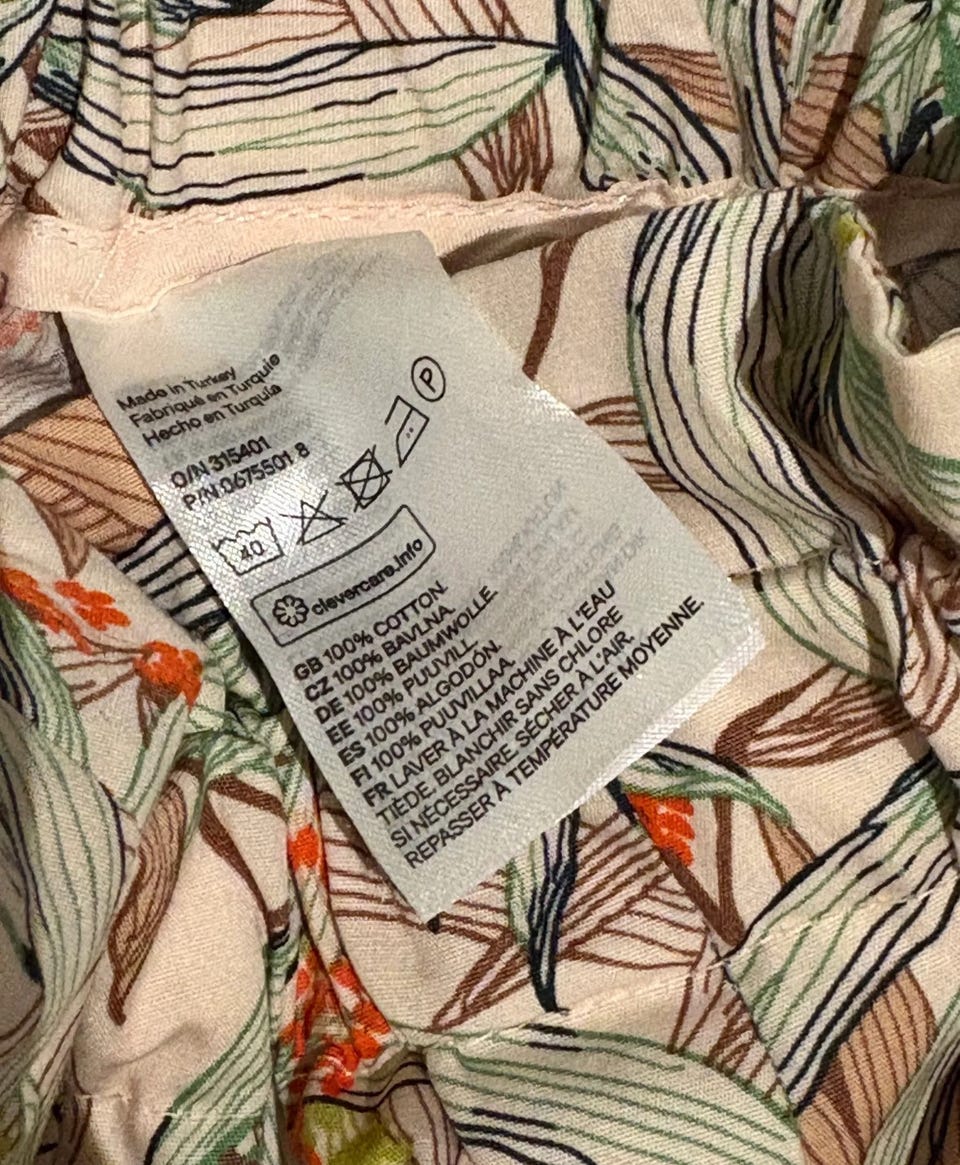 Made in Turkey
Fabriqué en Turquie
Hecho en Turquía
O/N 315401
P/N:0675501 8
40
P
clevercare.info
GB 100% COTTON.
CZ 100% BAVLNA.
DE 100% BAUMWOLLE.
EE 100% PUUVILL.
ES 100% ALGODÓN.
FI 100% PUUVILLAA.
FR LAVER À LA MACHINE À L'EAU
TIÈDE. BLANCHIR SANS CHLORE
SI NÉCESSAIRE. SÉCHER À L'AIR.
REPASSER À TEMPÉRATURE MOYENNE.